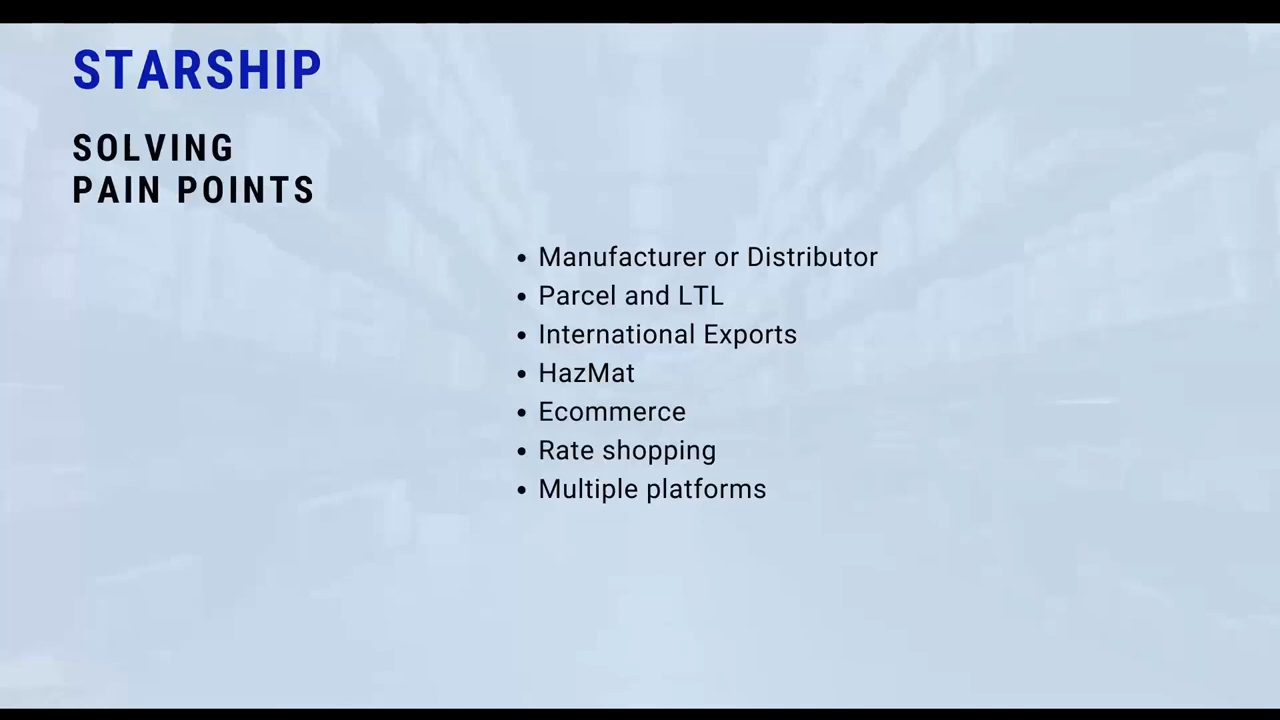 STARSHIP
SOLVING
PAIN POINTS
• Manufacturer or Distributor
• Parcel and LTL
• International Exports
• HazMat
• Ecommerce
• Rate shopping
• Multiple platforms